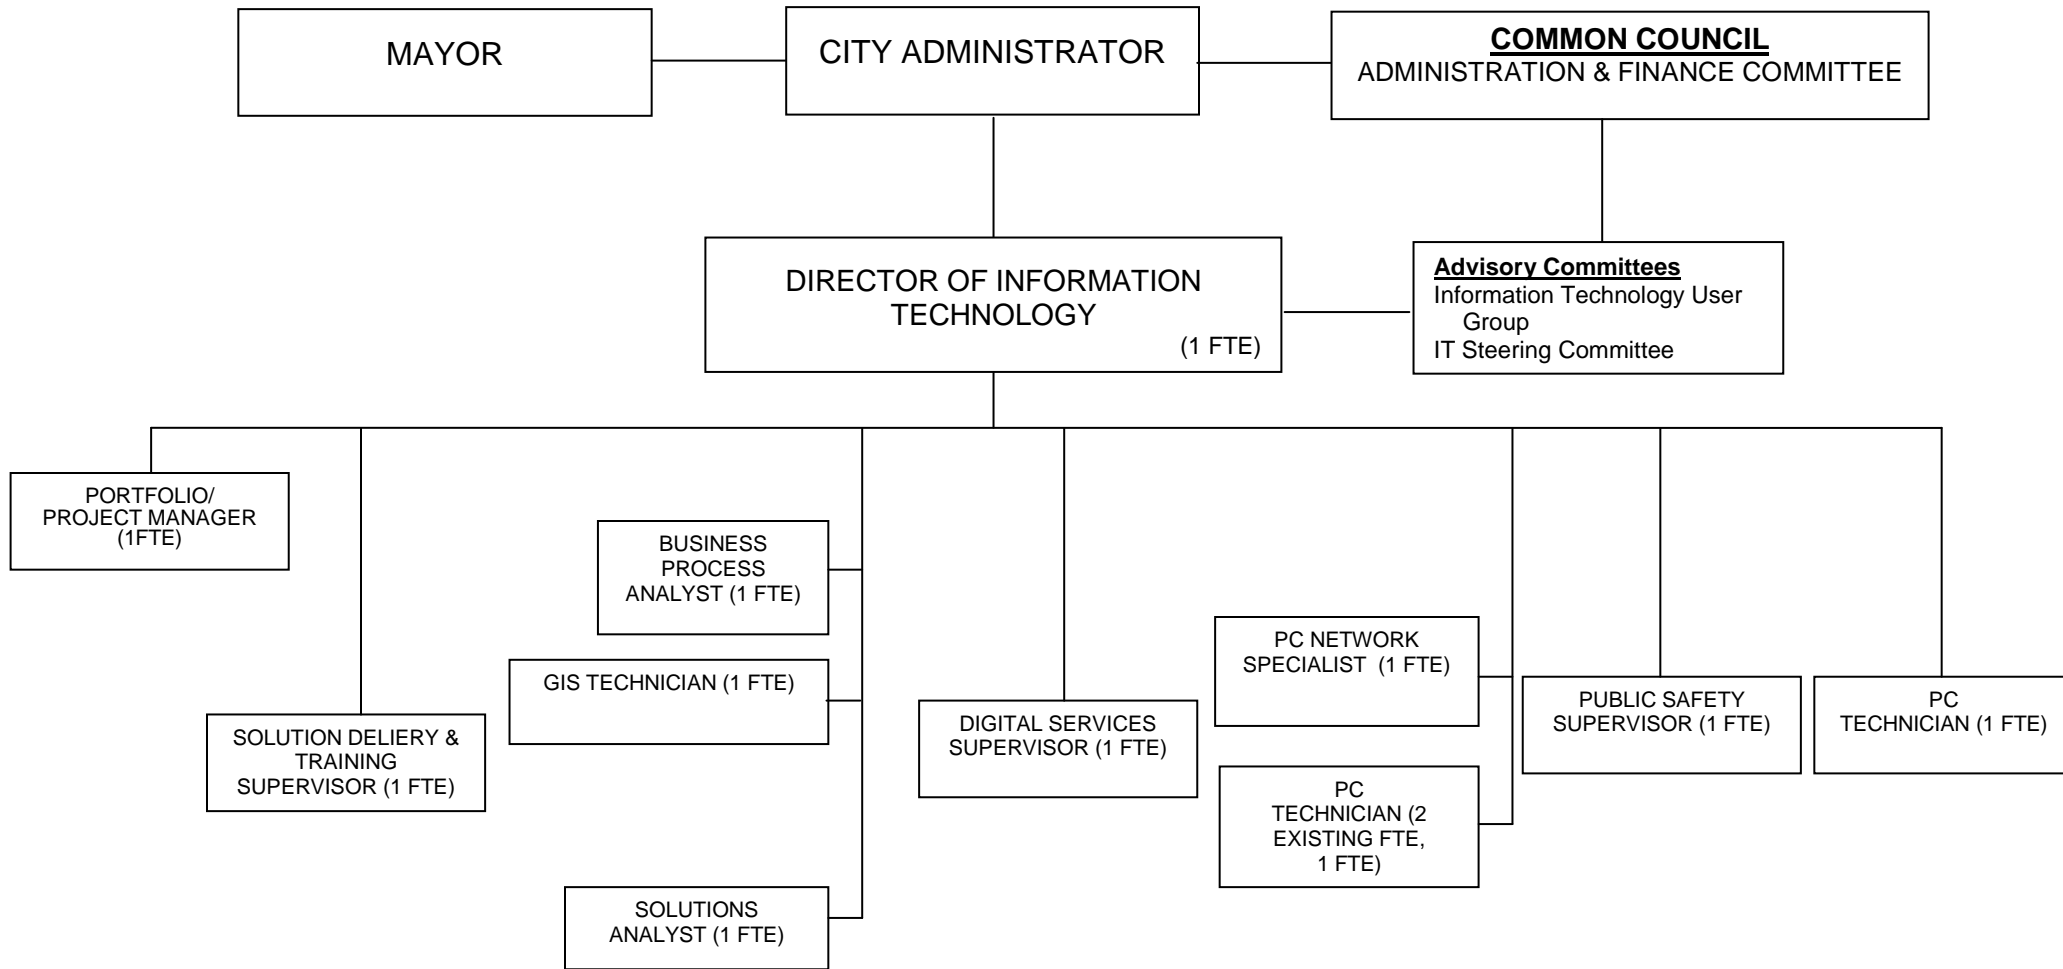 MAYOR
CITY ADMINISTRATOR
COMMON COUNCIL
ADMINISTRATION & FINANCE COMMITTEE
DIRECTOR OF INFORMATION
TECHNOLOGY
(1 FTE)
Advisory Committees
Information Technology User
Group
IT Steering Committee
PORTFOLIO/
PROJECT MANAGER
(1FTE)
SOLUTION DELIERY &
TRAINING
SUPERVISOR (1 FTE)
BUSINESS
PROCESS
ANALYST (1 FTE)
GIS TECHNICIAN (1 FTE)
SOLUTIONS
ANALYST (1 FTE)
DIGITAL SERVICES
SUPERVISOR (1 FTE)
PC NETWORK
SPECIALIST (1 FTE)
PC
TECHNICIAN (2
EXISTING FTE,
1 FTE)
PUBLIC SAFETY
SUPERVISOR (1 FTE)
PC
TECHNICIAN (1 FTE)